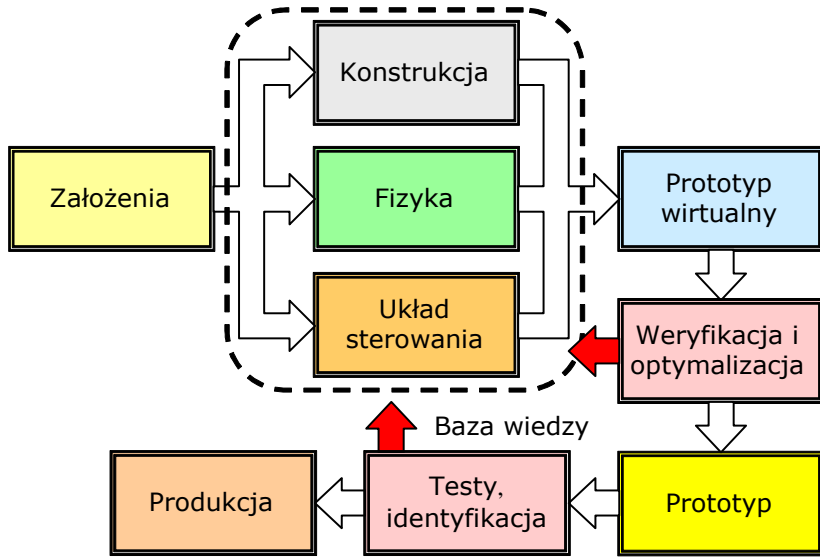 Konstrukcja
Założenia
Fizyka
Prototyp
wirtualny
Układ
sterowania
Weryfikacja i
optymalizacja
Baza wiedzy
Produkcja
Testy,
identyfikacja
Prototyp